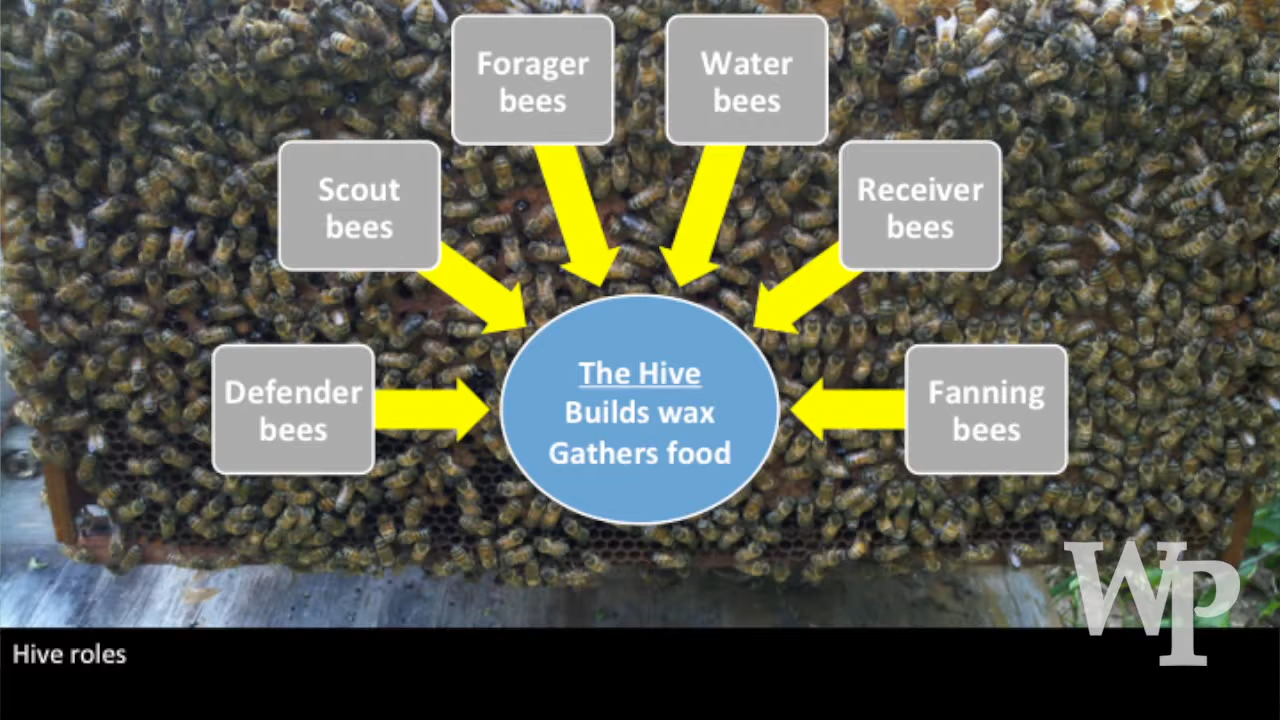 Forager
bees
Water
bees
Scout
bees
Receiver
bees
Defender
bees
The Hive
Builds wax
Gathers food
Fanning
bees
WP
Hive roles